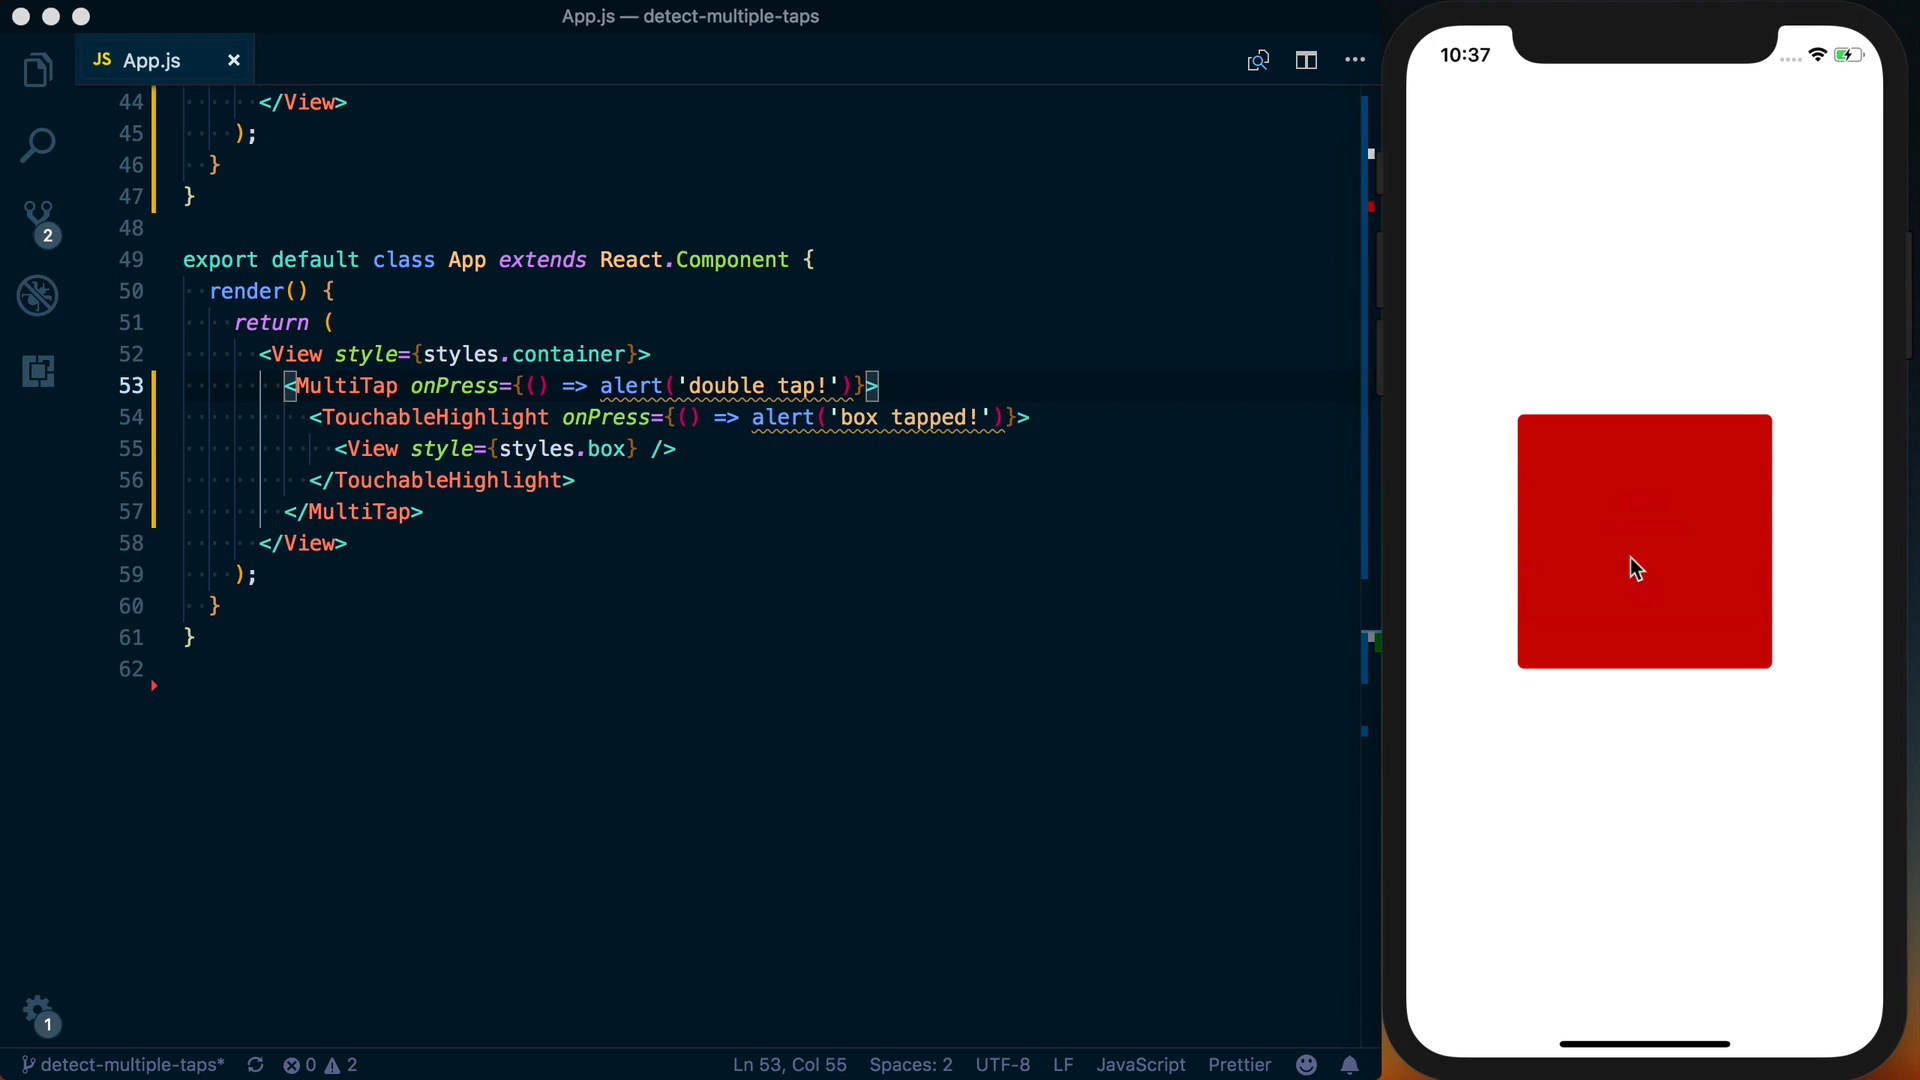 App.js — detect-multiple-taps
JS App.js ×
10:37
44 </View>
45 );
46 }
47 }
48
49 export default class App extends React.Component {
50 render() {
51 return (
52 <View style={styles.container}>
53 <MultiTap onPress={() => alert('double tap!')}>
54 <TouchableHighlight onPress={() => alert('box tapped!')}>
55 <View style={styles.box} />
56 </TouchableHighlight>
57 </MultiTap>
58 </View>
59 );
60 }
61 }
62
2
1
detect-multiple-taps* 0 2 Ln 53, Col 55 Spaces: 2 UTF-8 LF JavaScript Prettier